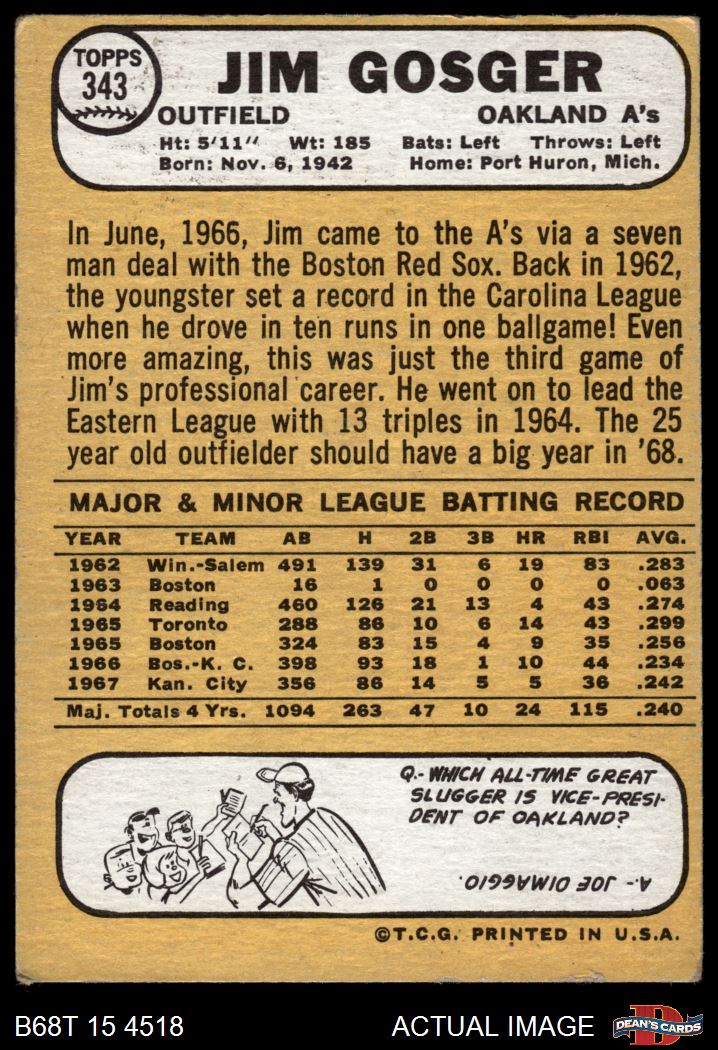 TOPPS
343
JIM GOSGER
OUTFIELD OAKLAND A's
Ht: 5'11" Wt: 185 Bats: Left Throws: Left
Born: Nov. 6, 1942 Home: Port Huron, Mich.
In June, 1966, Jim came to the A's via a seven
man deal with the Boston Red Sox. Back in 1962,
the youngster set a record in the Carolina League
when he drove in ten runs in one ballgame! Even
more amazing, this was just the third game of
Jim's professional career. He went on to lead the
Eastern League with 13 triples in 1964. The 25
year old outfielder should have a big year in '68.
MAJOR & MINOR LEAGUE BATTING RECORD
YEAR TEAM AB H 2B 3B HR RBI AVG.
1962 Win.-Salem 491 139 31 6 19 83 .283
1963 Boston 16 1 0 0 0 0 .063
1964 Reading 460 126 21 13 4 43 .274
1965 Toronto 288 86 10 6 14 43 .299
1965 Boston 324 83 15 4 9 35 .256
1966 Bos.-K. C. 398 93 18 1 10 44 .234
1967 Kan. City 356 86 14 5 5 36 .242
Maj. Totals 4 Yrs. 1094 263 47 10 24 115 .240
Q.- WHICH ALL-TIME GREAT
SLUGGER IS VICE-PRESI-
DENT OF OAKLAND?
A.- JOE DIMAGGIO
©T.C.G. PRINTED IN U.S.A.
B68T 15 4518 ACTUAL IMAGE DEAN'S CARDS